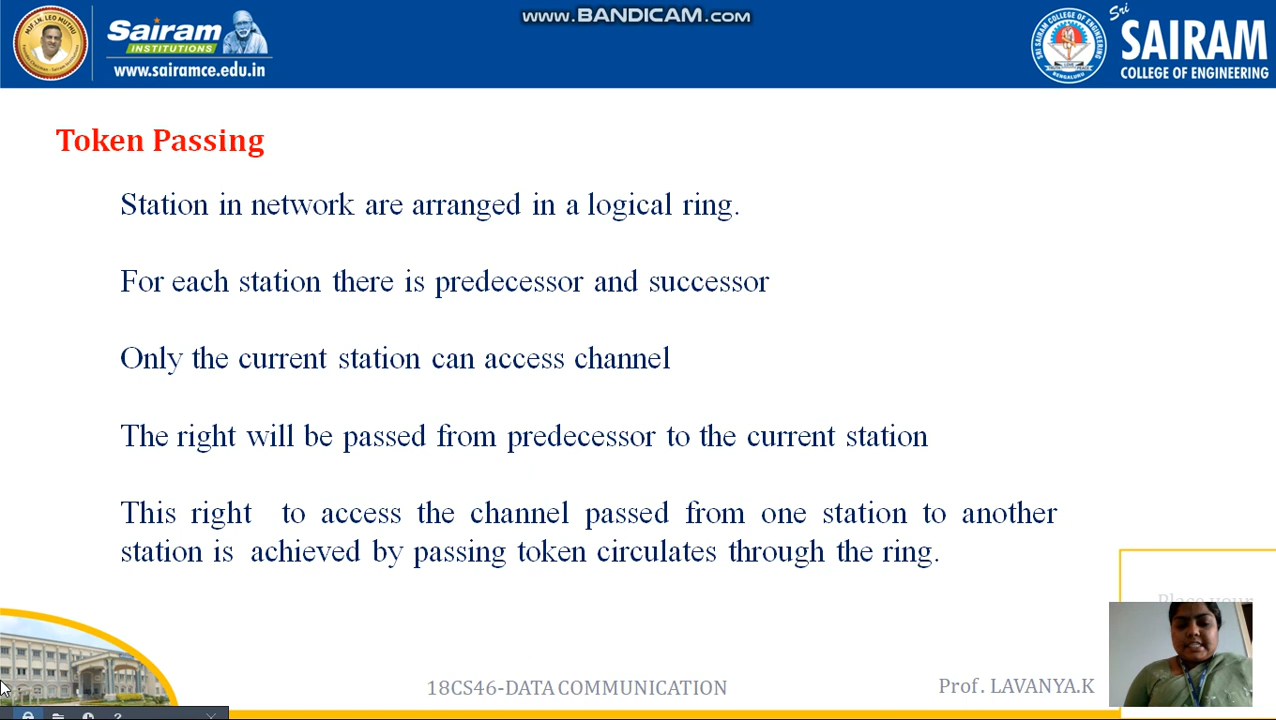 www.BANDICAM.com
Sairam
INSTITUTIONS
www.sairamce.edu.in
Sri
SAIRAM
COLLEGE OF ENGINEERING
Token Passing
Station in network are arranged in a logical ring.
For each station there is predecessor and successor
Only the current station can access channel
The right will be passed from predecessor to the current station
This right to access the channel passed from one station to another
station is achieved by passing token circulates through the ring.
Place your
18CS46-DATA COMMUNICATION
Prof. LAVANYA.K